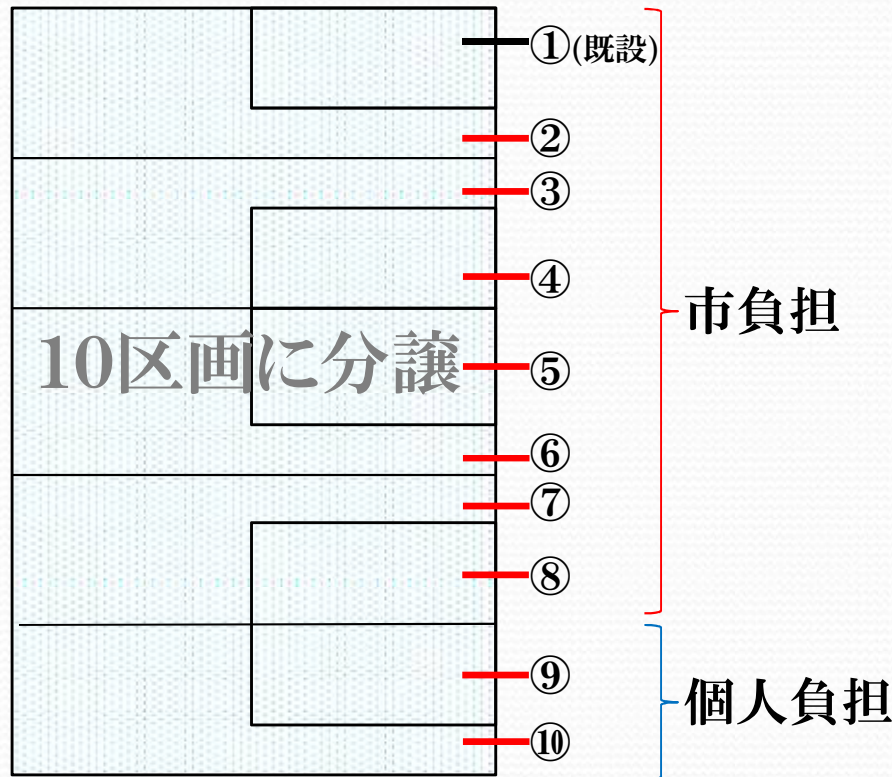 ①(既設)
②
③
④
市負担
10区画に分譲
⑤
⑥
⑦
⑧
⑨
個人負担
⑩